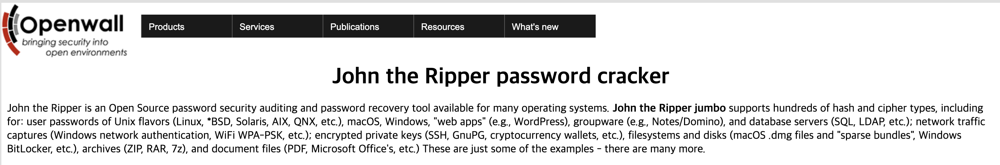 Openwall
bringing security into
open environments
Products Services Publications Resources What's new
John the Ripper password cracker
John the Ripper is an Open Source password security auditing and password recovery tool available for many operating systems. John the Ripper jumbo supports hundreds of hash and cipher types, including
for: user passwords of Unix flavors (Linux, *BSD, Solaris, AIX, QNX, etc.), macOS, Windows, "web apps" (e.g., WordPress), groupware (e.g., Notes/Domino), and database servers (SQL, LDAP, etc.); network traffic
captures (Windows network authentication, WiFi WPA-PSK, etc.); encrypted private keys (SSH, GnuPG, cryptocurrency wallets, etc.), filesystems and disks (macOS .dmg files and "sparse bundles", Windows
BitLocker, etc.), archives (ZIP, RAR, 7z), and document files (PDF, Microsoft Office's, etc.) These are just some of the examples - there are many more.